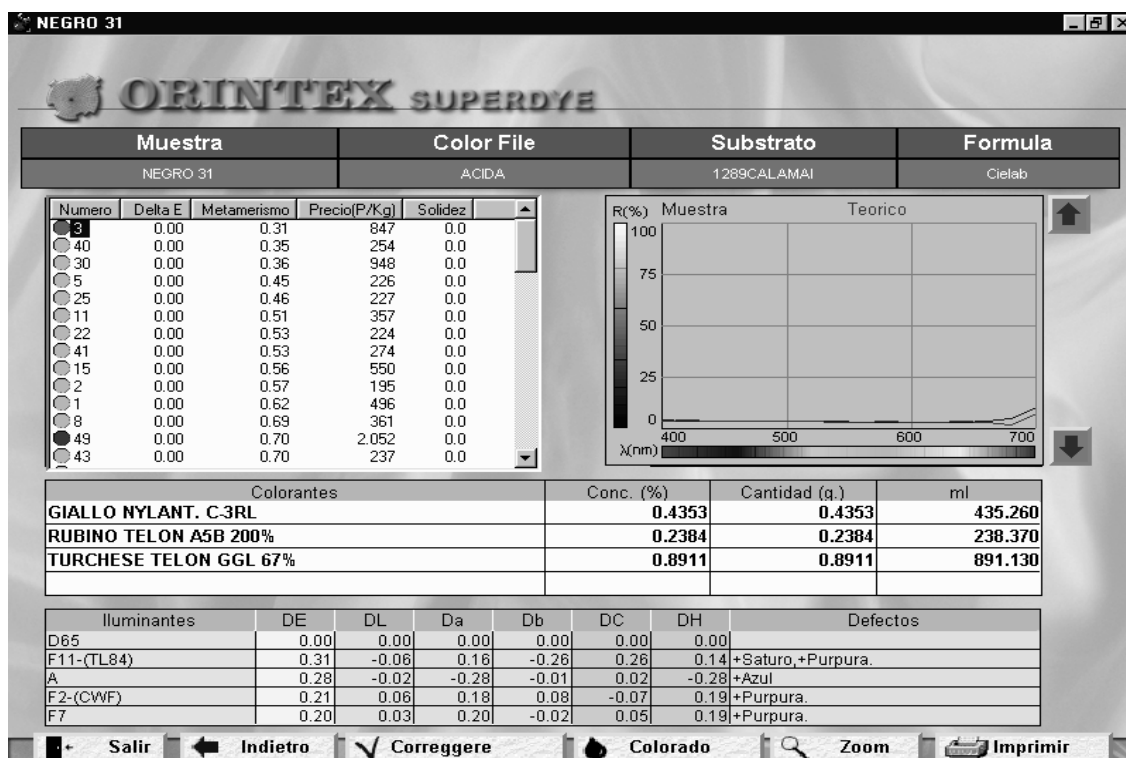 NEGRO 31
ORINTEX SUPERDYE
Muestra Color File Substrato Formula
NEGRO 31 ACIDA 1289CALAMAI Cielab
Numero Delta E Metamerismo Precio(P/Kg) Solidez
3 0.00 0.31 847 0.0
40 0.00 0.35 254 0.0
30 0.00 0.36 948 0.0
5 0.00 0.45 226 0.0
25 0.00 0.46 227 0.0
11 0.00 0.51 357 0.0
22 0.00 0.53 224 0.0
41 0.00 0.53 274 0.0
15 0.00 0.56 550 0.0
2 0.00 0.57 195 0.0
1 0.00 0.62 496 0.0
8 0.00 0.69 361 0.0
49 0.00 0.70 2.052 0.0
43 0.00 0.70 237 0.0
R(%) Muestra Teorico
100
75
50
25
0
400 500 600 700
λ(nm)
Colorantes Conc. (%) Cantidad (g.) ml
GIALLO NYLANT. C-3RL 0.4353 0.4353 435.260
RUBINO TELON A5B 200% 0.2384 0.2384 238.370
TURCHESE TELON GGL 67% 0.8911 0.8911 891.130
Iluminantes DE DL Da Db DC DH Defectos
D65 0.00 0.00 0.00 0.00 0.00 0.00
F11-(TL84) 0.31 -0.06 0.16 -0.26 0.26 0.14 +Saturo,+Purpura.
A 0.28 -0.02 -0.28 -0.01 0.02 -0.28 +Azul
F2-(CWF) 0.21 0.06 0.18 0.08 -0.07 0.19 +Purpura.
F7 0.20 0.03 0.20 -0.02 0.05 0.19 +Purpura.
Salir Indietro Correggere Colorado Zoom Imprimir